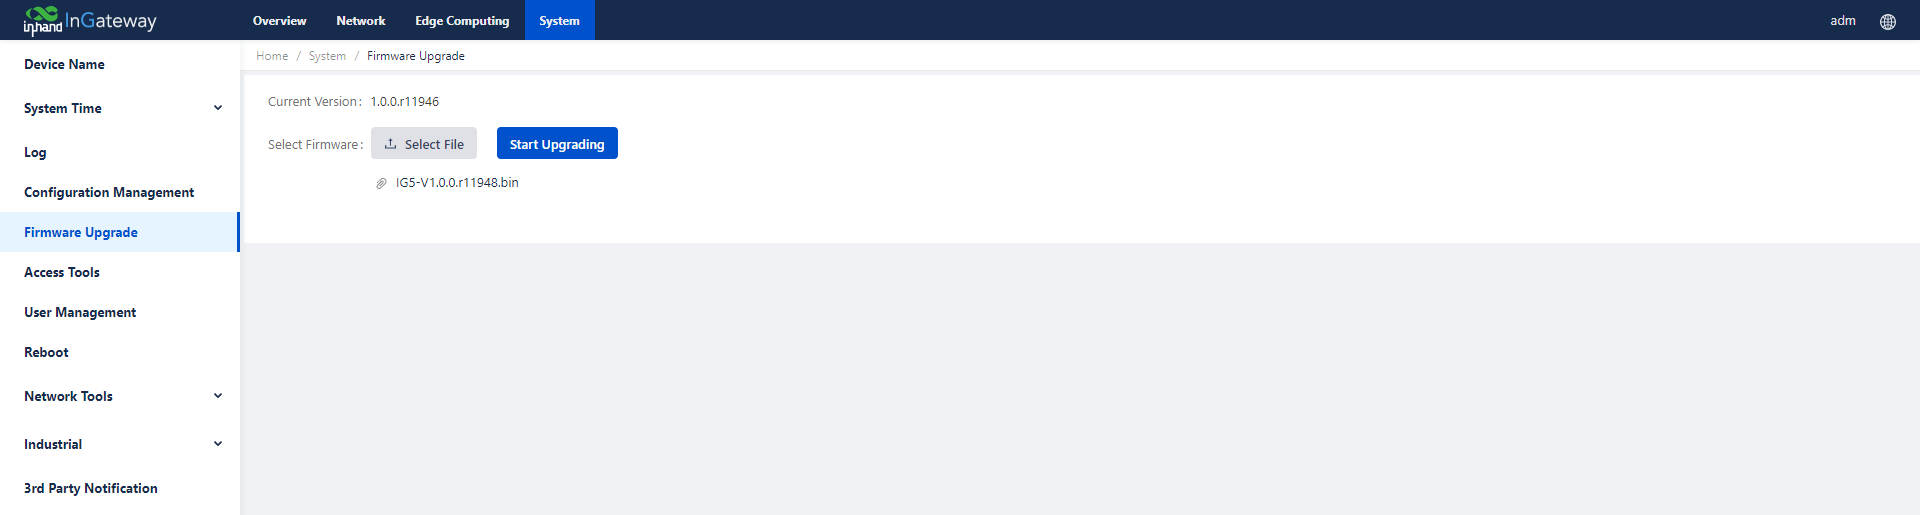 inhand InGateway Overview Network Edge Computing System adm
Home / System / Firmware Upgrade
Device Name
System Time
Log
Configuration Management
Firmware Upgrade
Access Tools
User Management
Reboot
Network Tools
Industrial
3rd Party Notification
Current Version: 1.0.0.r11946
Select Firmware: Select File Start Upgrading
IG5-V1.0.0.r11948.bin